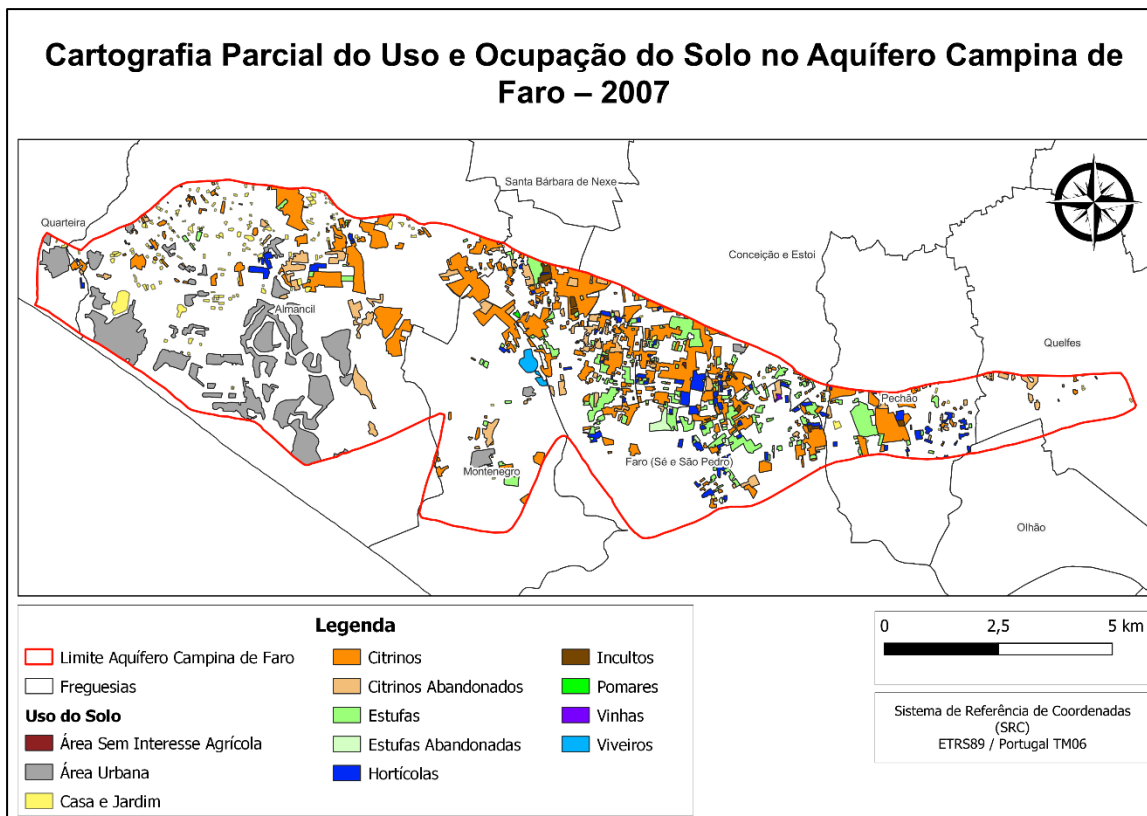 Cartografia Parcial do Uso e Ocupação do Solo no Aquífero Campina de
Faro – 2007
Santa Bárbara de Nexe
Quarteira
Conceição e Estoi
Almancil
Quelfes
Pechão
Faro (Sé e São Pedro)
Montenegro
Olhão
Legenda
Limite Aquífero Campina de Faro
Freguesias
Uso do Solo
Área Sem Interesse Agrícola
Área Urbana
Casa e Jardim
Citrinos
Citrinos Abandonados
Estufas
Estufas Abandonadas
Hortícolas
Incultos
Pomares
Vinhas
Viveiros
0 2,5 5 km
Sistema de Referência de Coordenadas
(SRC)
ETRS89 / Portugal TM06